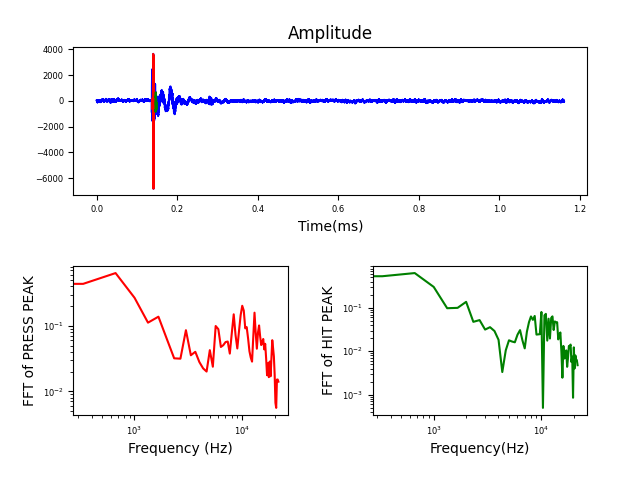 Amplitude
4000
2000
0
−2000
−4000
−6000
0.0 0.2 0.4 0.6 0.8 1.0 1.2
Time(ms)
FFT of PRESS PEAK
10⁻¹
10⁻²
10³ 10⁴
Frequency (Hz)
FFT of HIT PEAK
10⁻¹
10⁻²
10⁻³
10³ 10⁴
Frequency(Hz)